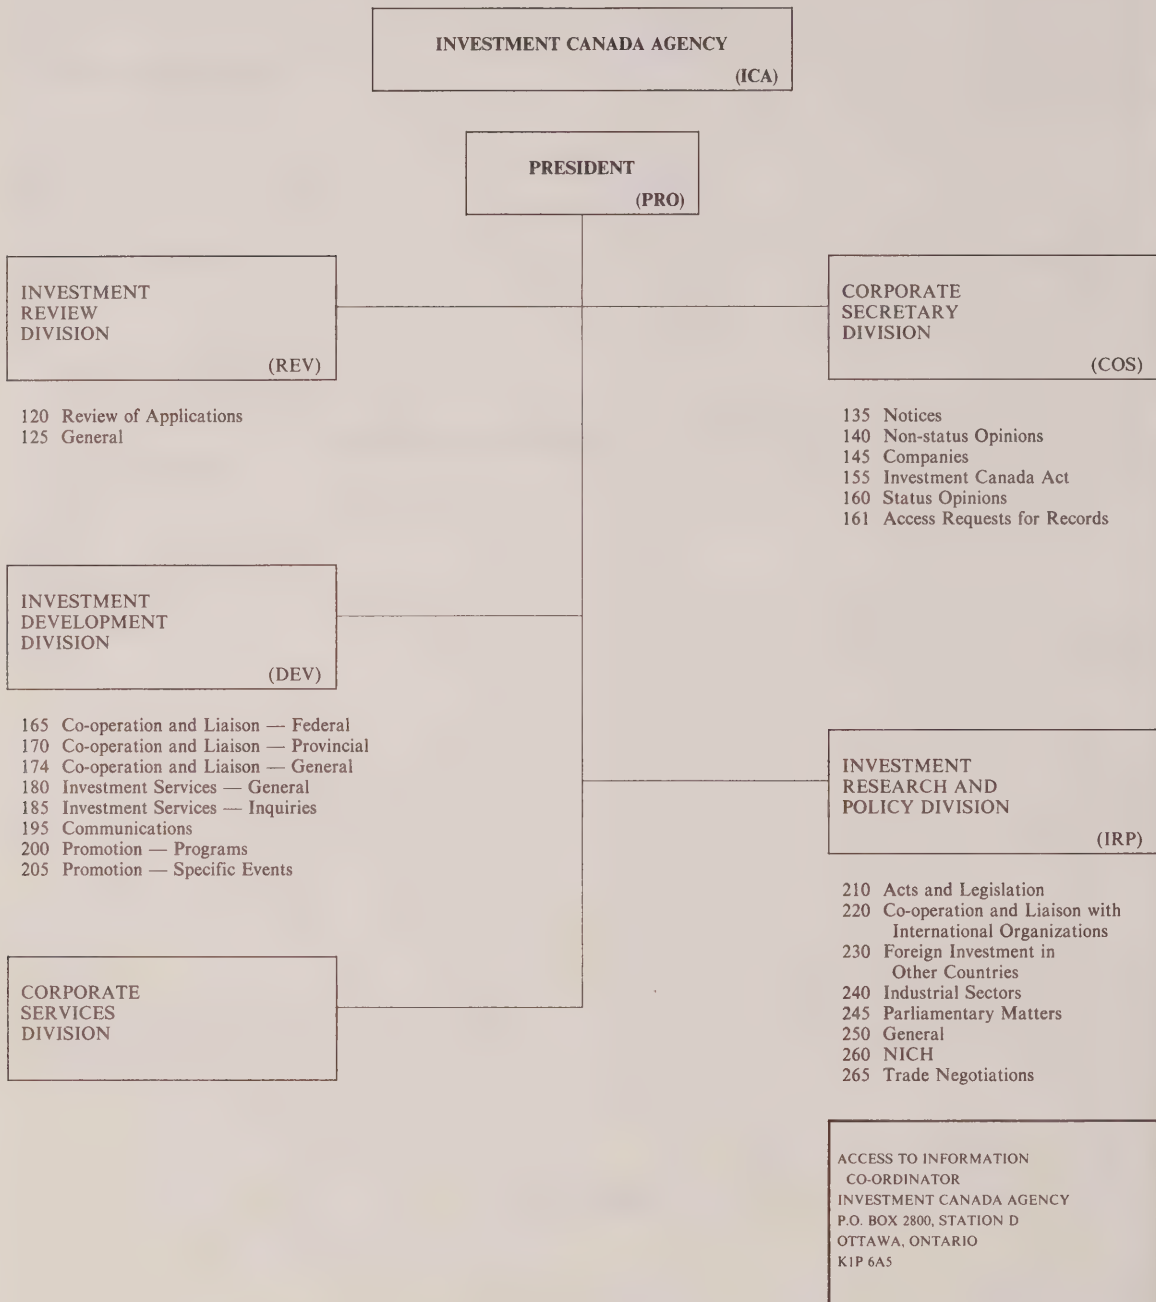 INVESTMENT CANADA AGENCY
(ICA)
PRESIDENT
(PRO)
INVESTMENT
REVIEW
DIVISION
(REV)
120 Review of Applications
125 General
CORPORATE
SECRETARY
DIVISION
(COS)
135 Notices
140 Non-status Opinions
145 Companies
155 Investment Canada Act
160 Status Opinions
161 Access Requests for Records
INVESTMENT
DEVELOPMENT
DIVISION
(DEV)
165 Co-operation and Liaison — Federal
170 Co-operation and Liaison — Provincial
174 Co-operation and Liaison — General
180 Investment Services — General
185 Investment Services — Inquiries
195 Communications
200 Promotion — Programs
205 Promotion — Specific Events
INVESTMENT
RESEARCH AND
POLICY DIVISION
(IRP)
210 Acts and Legislation
220 Co-operation and Liaison with
International Organizations
230 Foreign Investment in
Other Countries
240 Industrial Sectors
245 Parliamentary Matters
250 General
260 NICH
265 Trade Negotiations
CORPORATE
SERVICES
DIVISION
ACCESS TO INFORMATION
CO-ORDINATOR
INVESTMENT CANADA AGENCY
P.O. BOX 2800, STATION D
OTTAWA, ONTARIO
K1P 6A5